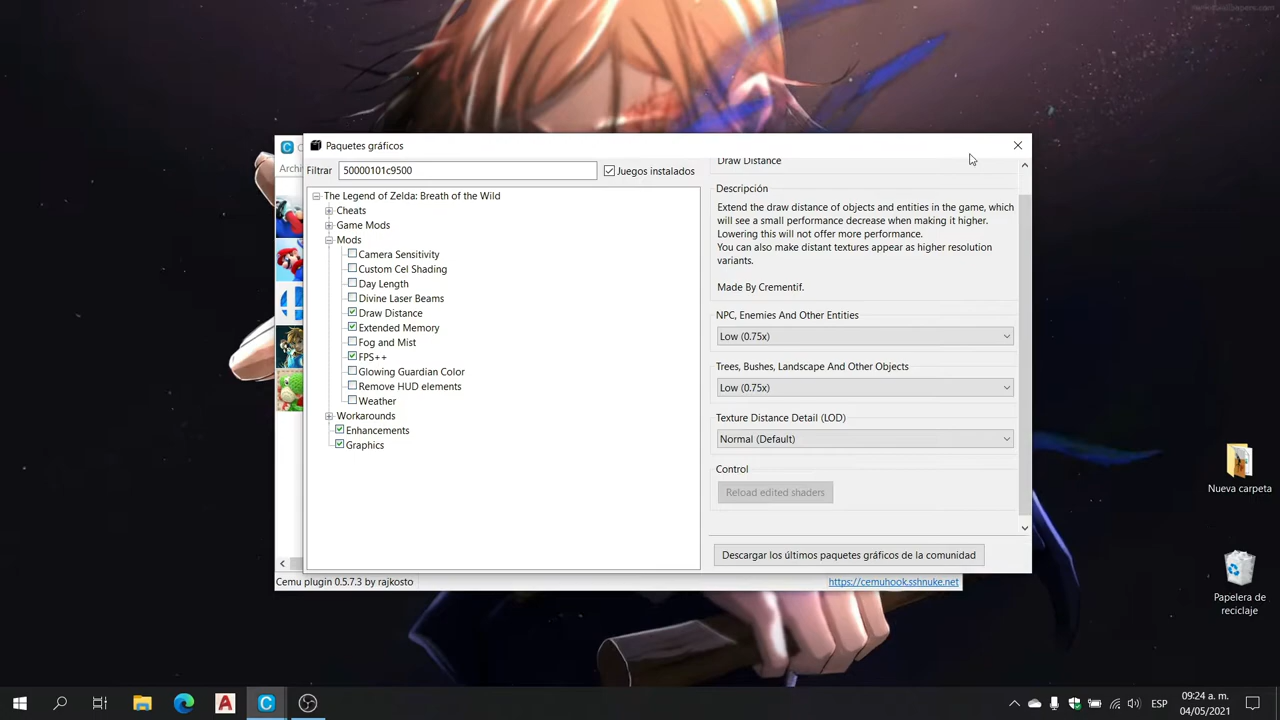 Paquetes gráficos
Filtrar
50000101c9500
Juegos instalados
The Legend of Zelda: Breath of the Wild
Cheats
Game Mods
Mods
Camera Sensitivity
Custom Cel Shading
Day Length
Divine Laser Beams
Draw Distance
Extended Memory
Fog and Mist
FPS++
Glowing Guardian Color
Remove HUD elements
Weather
Workarounds
Enhancements
Graphics
Draw Distance
Descripción
Extend the draw distance of objects and entities in the game, which
will see a small performance decrease when making it higher.
Lowering this will not offer more performance.
You can also make distant textures appear as higher resolution
variants.
Made By Crementif.
NPC, Enemies And Other Entities
Low (0.75x)
Trees, Bushes, Landscape And Other Objects
Low (0.75x)
Texture Distance Detail (LOD)
Normal (Default)
Control
Reload edited shaders
Descargar los últimos paquetes gráficos de la comunidad
Archi
Cemu plugin 0.5.7.3 by rajkosto
https://cemuhook.sshnuke.net
Nueva carpeta
Papelera de
reciclaje
ESP
09:24 a. m.
04/05/2021